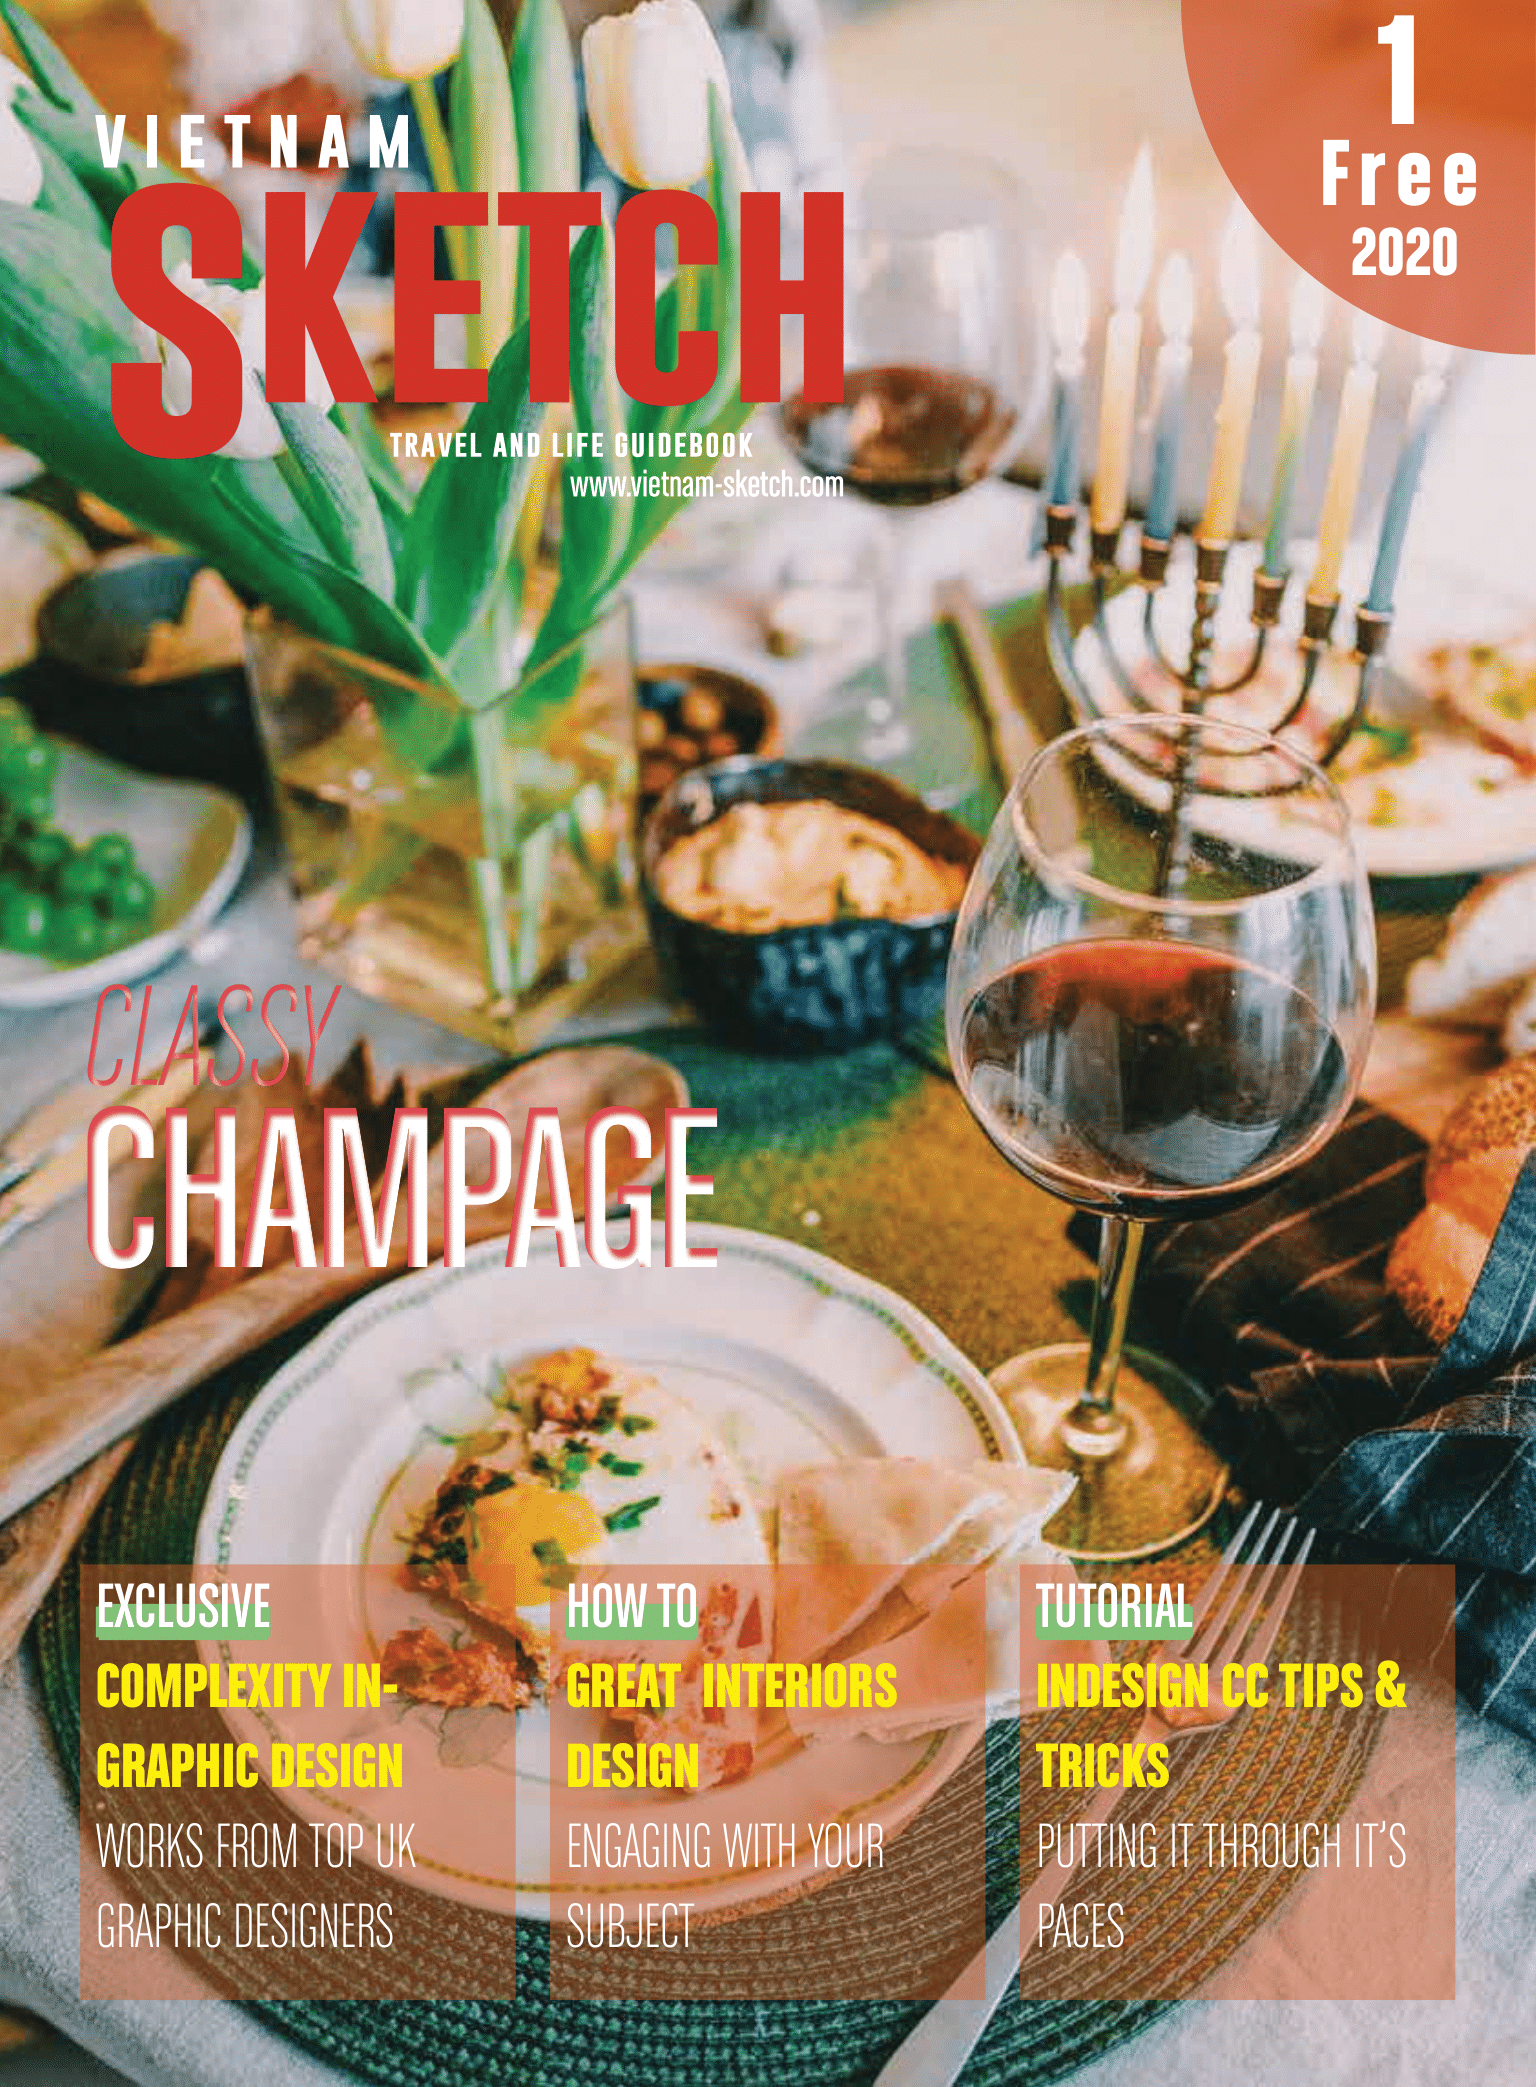 1
Free
2020
VIETNAM
SKETCH
TRAVEL AND LIFE GUIDEBOOK
www.vietnam-sketch.com
CLASSY
CHAMPAGE
EXCLUSIVE
COMPLEXITY IN-
GRAPHIC DESIGN
WORKS FROM TOP UK
GRAPHIC DESIGNERS
HOW TO
GREAT INTERIORS
DESIGN
ENGAGING WITH YOUR
SUBJECT
TUTORIAL
INDESIGN CC TIPS &
TRICKS
PUTTING IT THROUGH IT'S
PACES